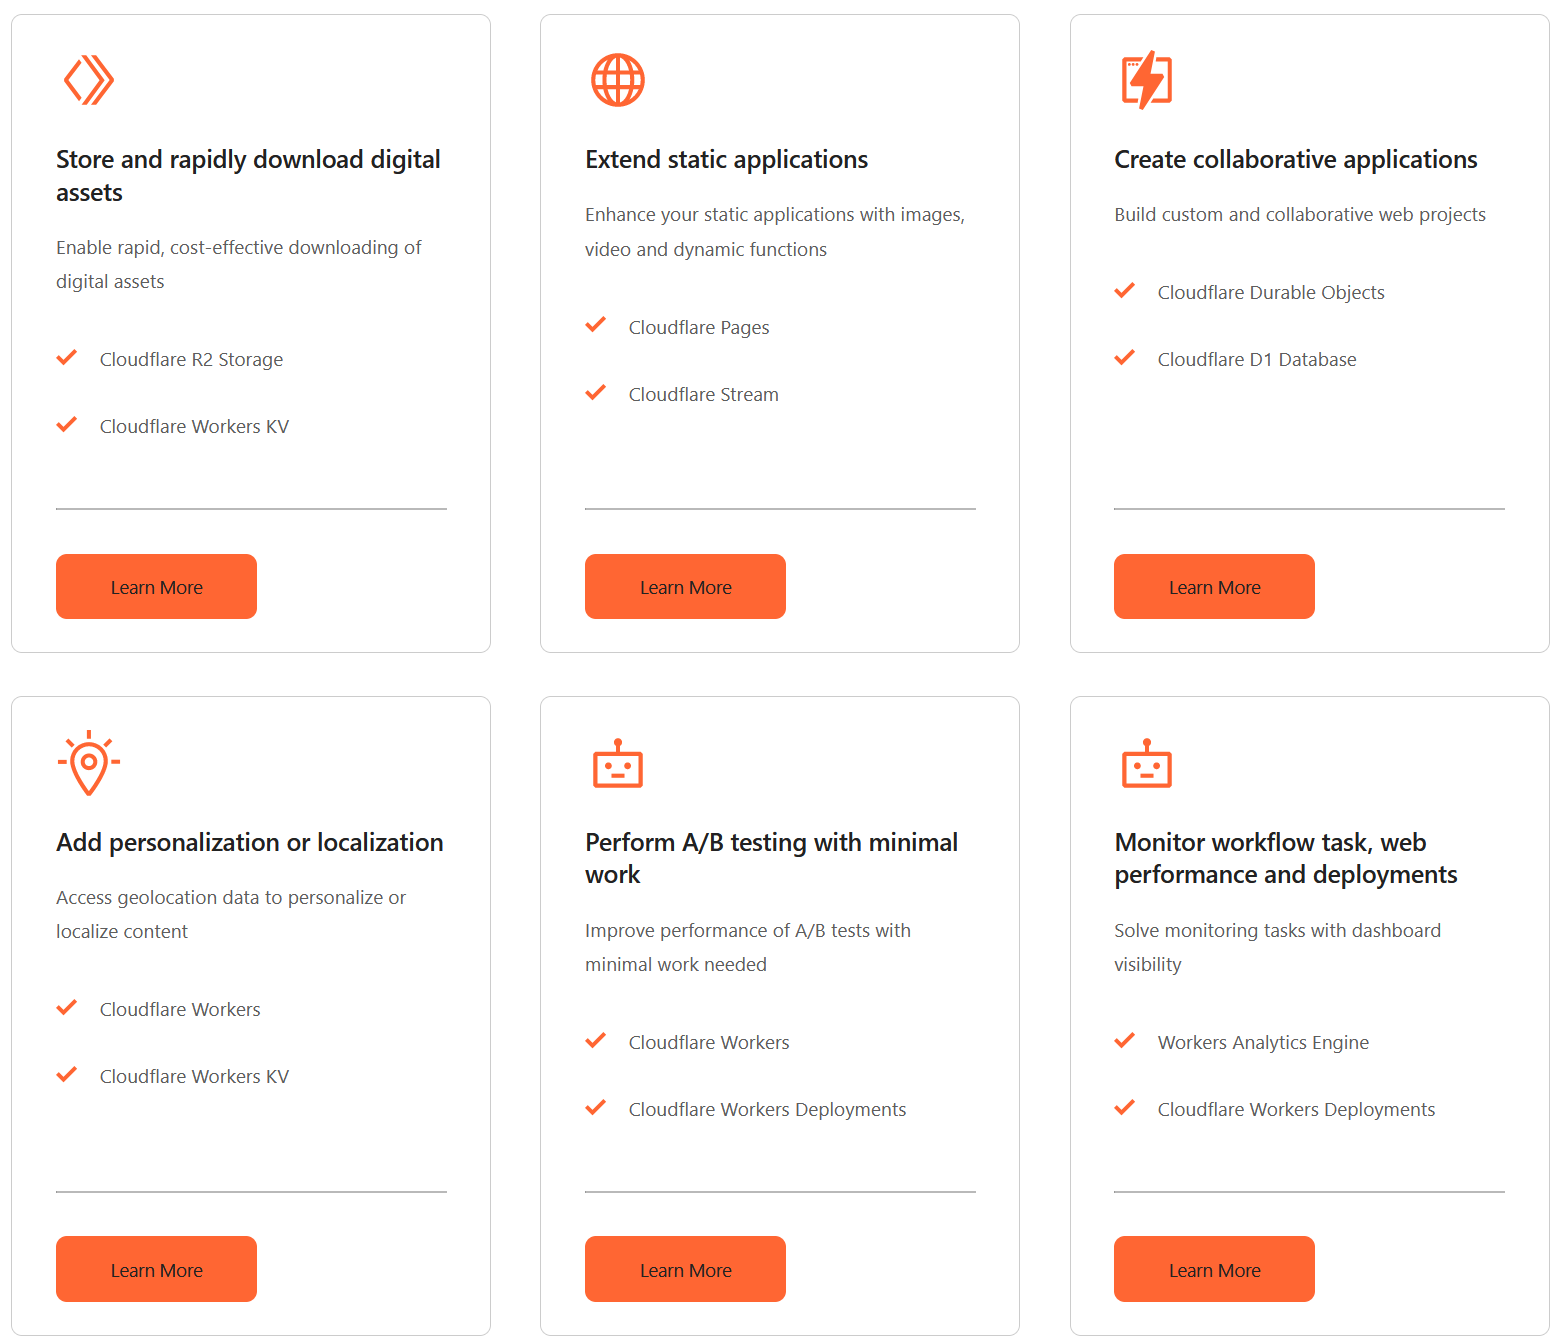 Store and rapidly download digital
assets
Enable rapid, cost-effective downloading of
digital assets
Cloudflare R2 Storage
Cloudflare Workers KV
Learn More
Extend static applications
Enhance your static applications with images,
video and dynamic functions
Cloudflare Pages
Cloudflare Stream
Learn More
Create collaborative applications
Build custom and collaborative web projects
Cloudflare Durable Objects
Cloudflare D1 Database
Learn More
Add personalization or localization
Access geolocation data to personalize or
localize content
Cloudflare Workers
Cloudflare Workers KV
Learn More
Perform A/B testing with minimal
work
Improve performance of A/B tests with
minimal work needed
Cloudflare Workers
Cloudflare Workers Deployments
Learn More
Monitor workflow task, web
performance and deployments
Solve monitoring tasks with dashboard
visibility
Workers Analytics Engine
Cloudflare Workers Deployments
Learn More